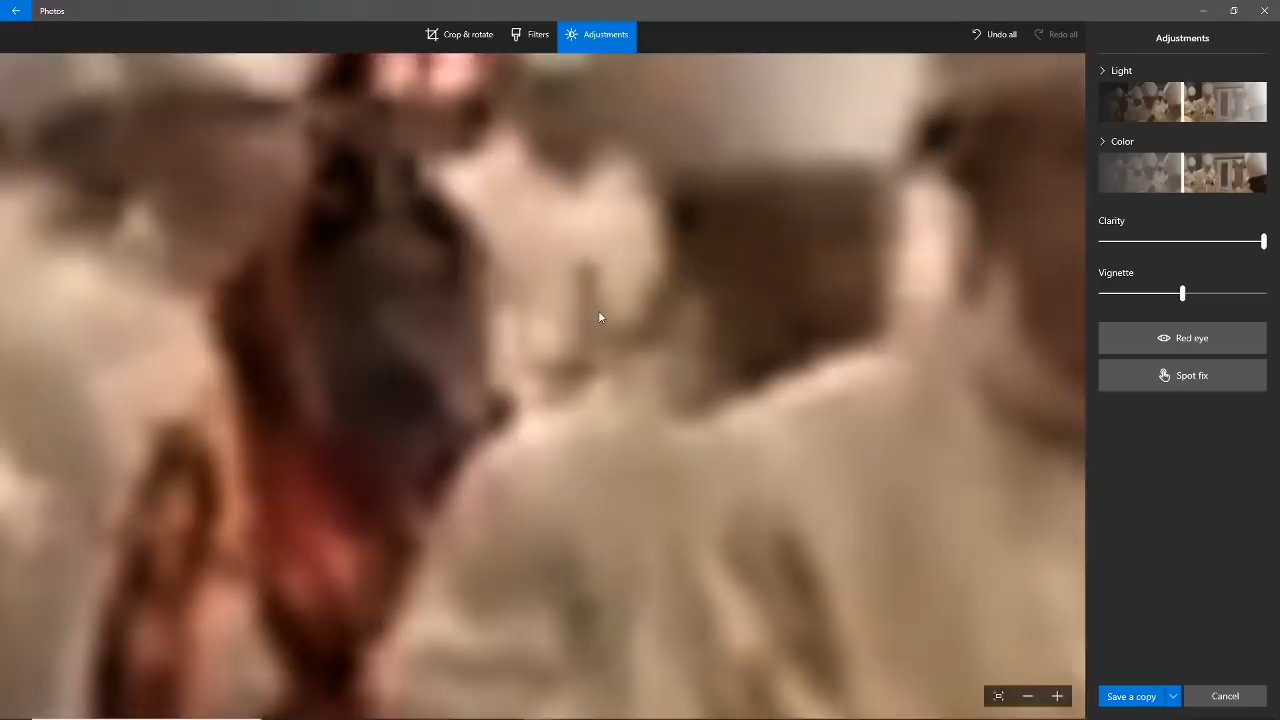 Photos
Crop & rotate
Filters
Adjustments
Undo all
Redo all
Adjustments
Light
Color
Clarity
Vignette
Red eye
Spot fix
Save a copy
Cancel